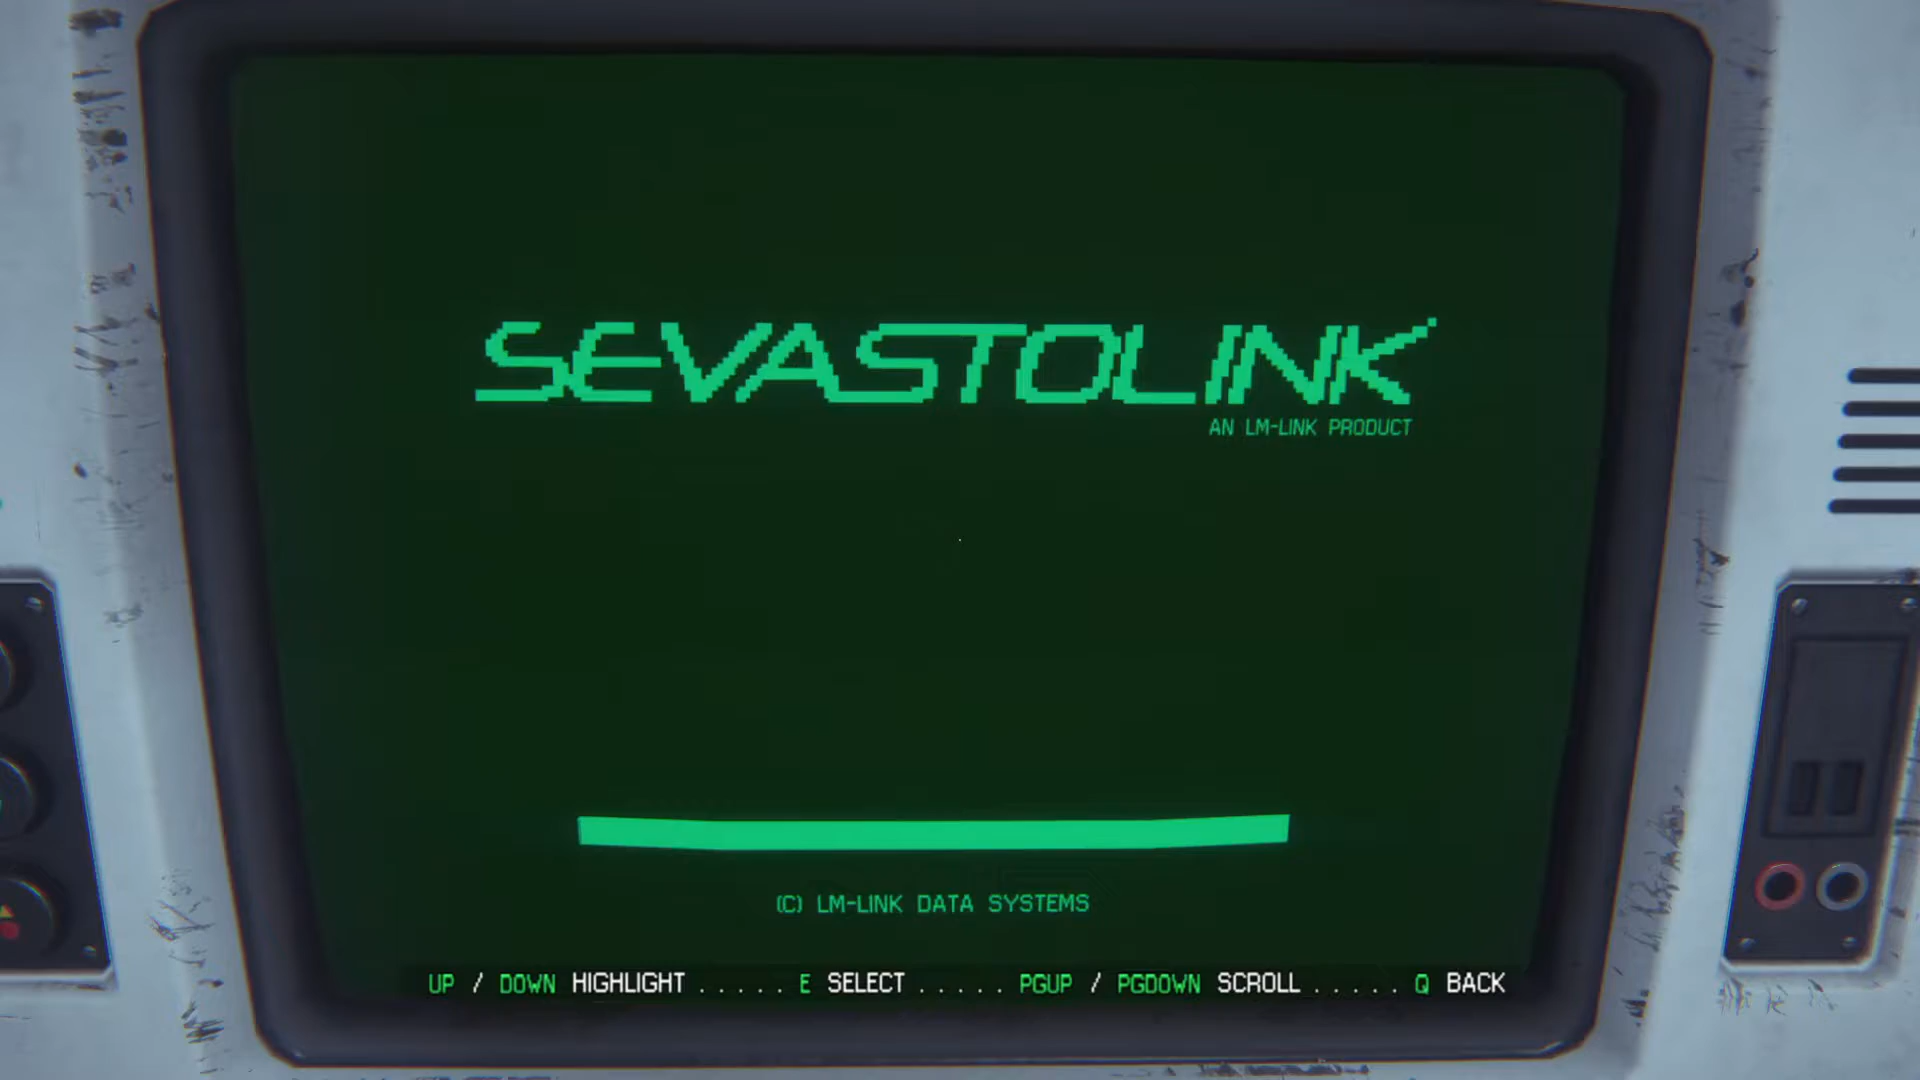 SEVASTOLINK
AN LM-LINK PRODUCT
(C) LM-LINK DATA SYSTEMS
UP / DOWN HIGHLIGHT ..... E SELECT ..... PGUP / PGDOWN SCROLL ..... Q BACK